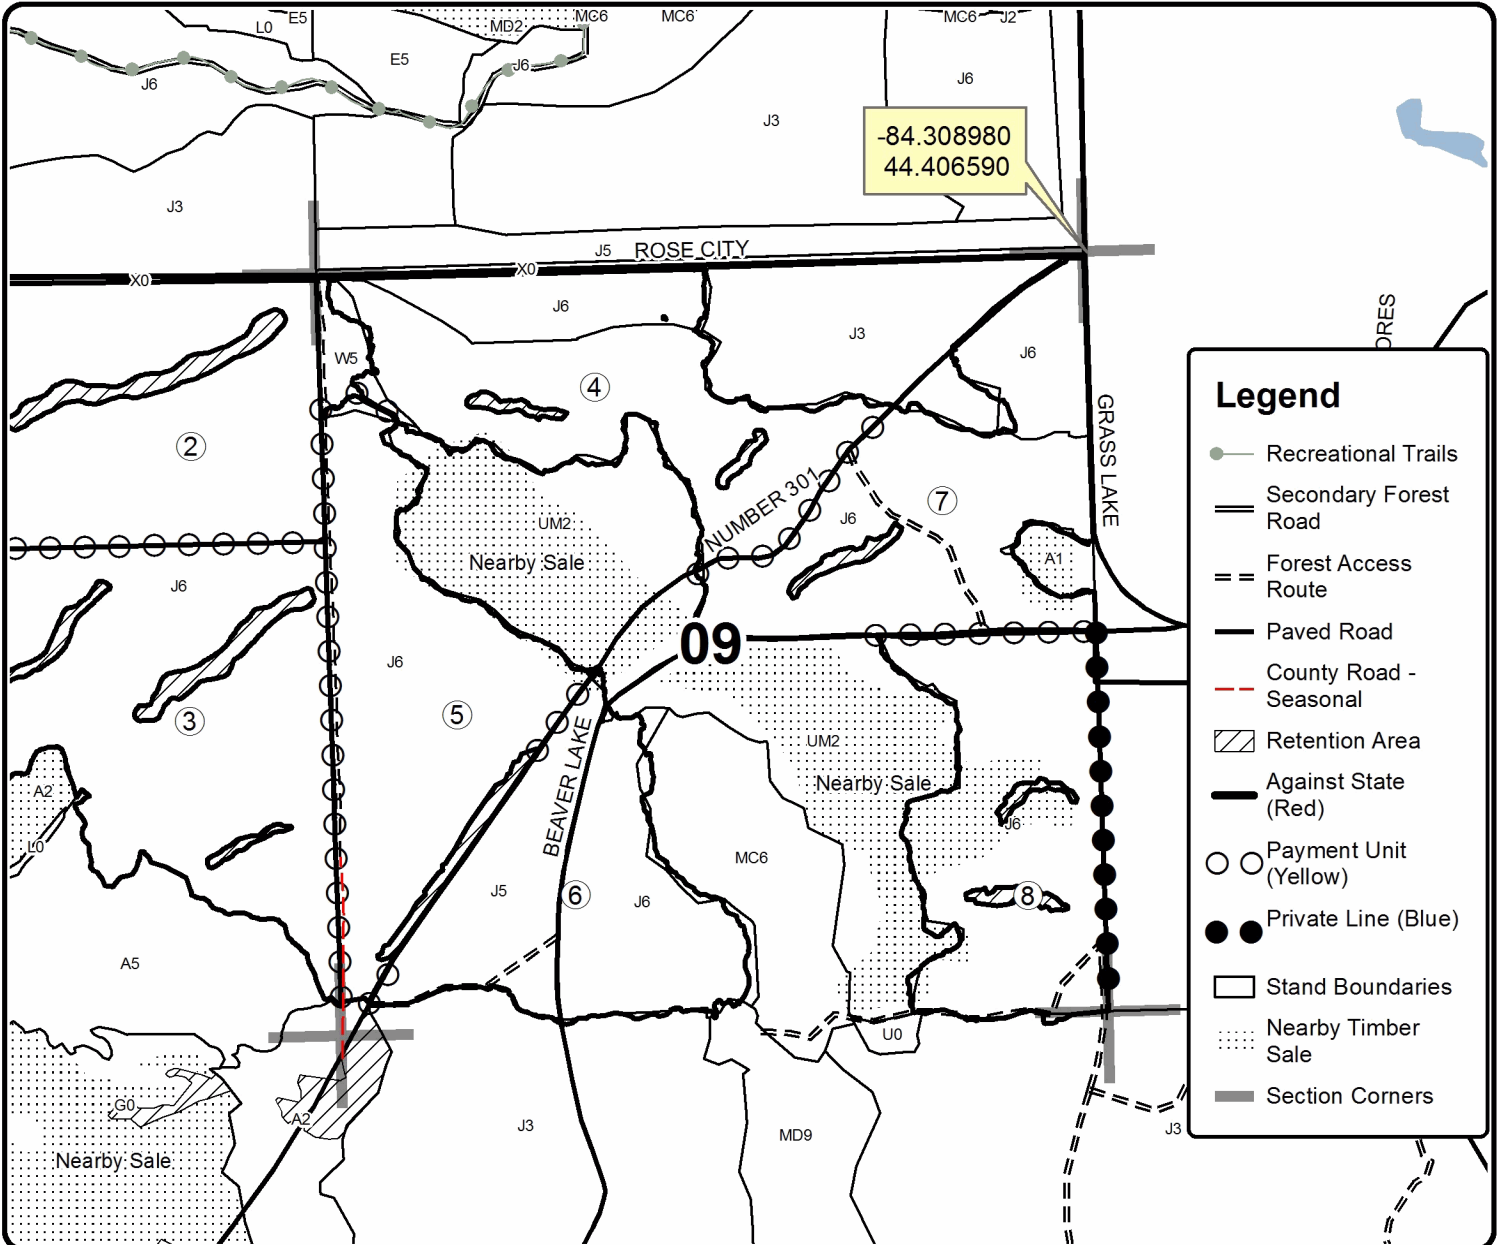 E5
L0
MD2
MC6
MC6
MC6
J2
E5
J6
J6
J6
J3
-84.308980
44.406590
J3
J5
ROSE CITY
X0
X0
J6
J3
J6
W5
4
2
GRASS LAKE
NUMBER 301
7
UM2
Nearby Sale
J6
A1
J6
09
J6
5
3
BEAVER LAKE
UM2
Nearby Sale
A2
L0
J6
MC6
J5
6
J6
8
A5
U0
G0
A2
J3
MD9
J3
Nearby Sale
ORES
Legend
Recreational Trails
Secondary Forest
Road
Forest Access
Route
Paved Road
County Road -
Seasonal
Retention Area
Against State
(Red)
Payment Unit
(Yellow)
Private Line (Blue)
Stand Boundaries
Nearby Timber
Sale
Section Corners